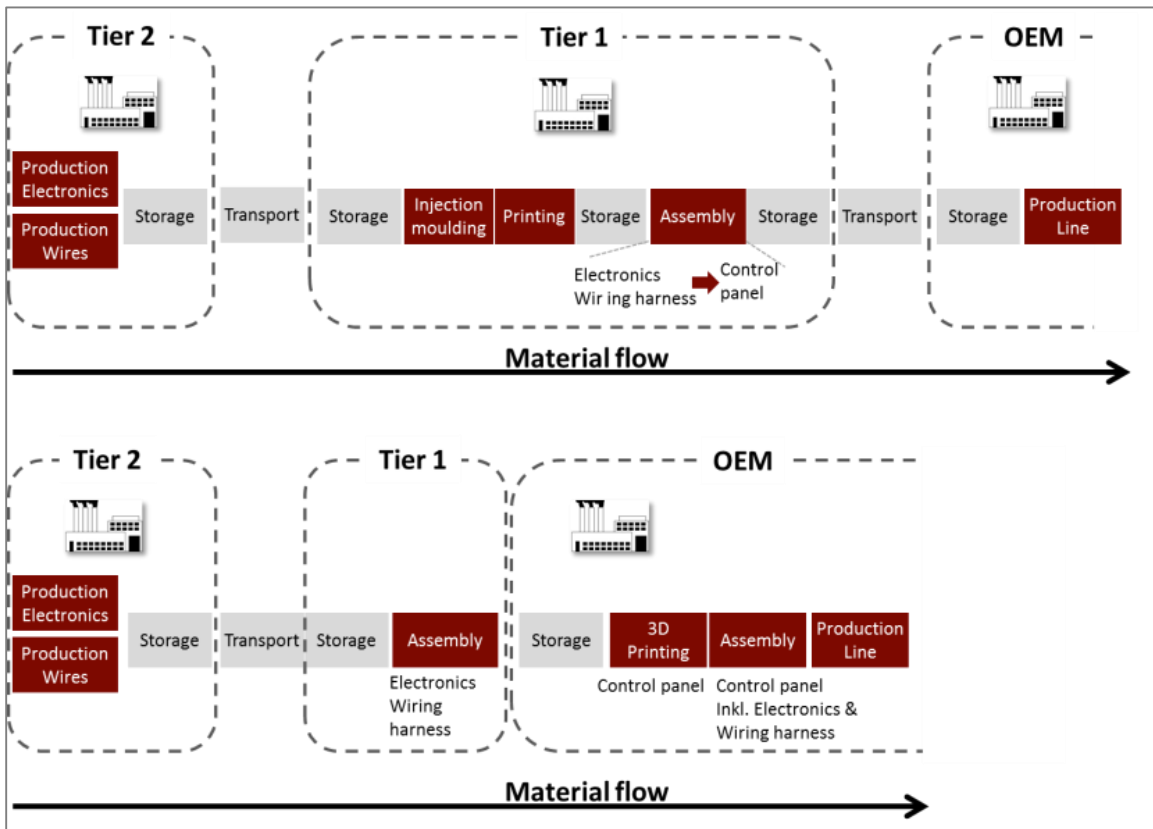 Tier 2
Tier 1
OEM
Production
Electronics
Production
Wires
Storage
Transport
Storage
Injection
moulding
Printing
Storage
Assembly
Storage
Transport
Storage
Production
Line
Electronics
Wir ing harness
Control
panel
Material flow
Tier 2
Tier 1
OEM
Production
Electronics
Production
Wires
Storage
Transport
Storage
Assembly
Storage
3D
Printing
Assembly
Production
Line
Electronics
Wiring
harness
Control panel
Control panel
Inkl. Electronics &
Wiring harness
Material flow